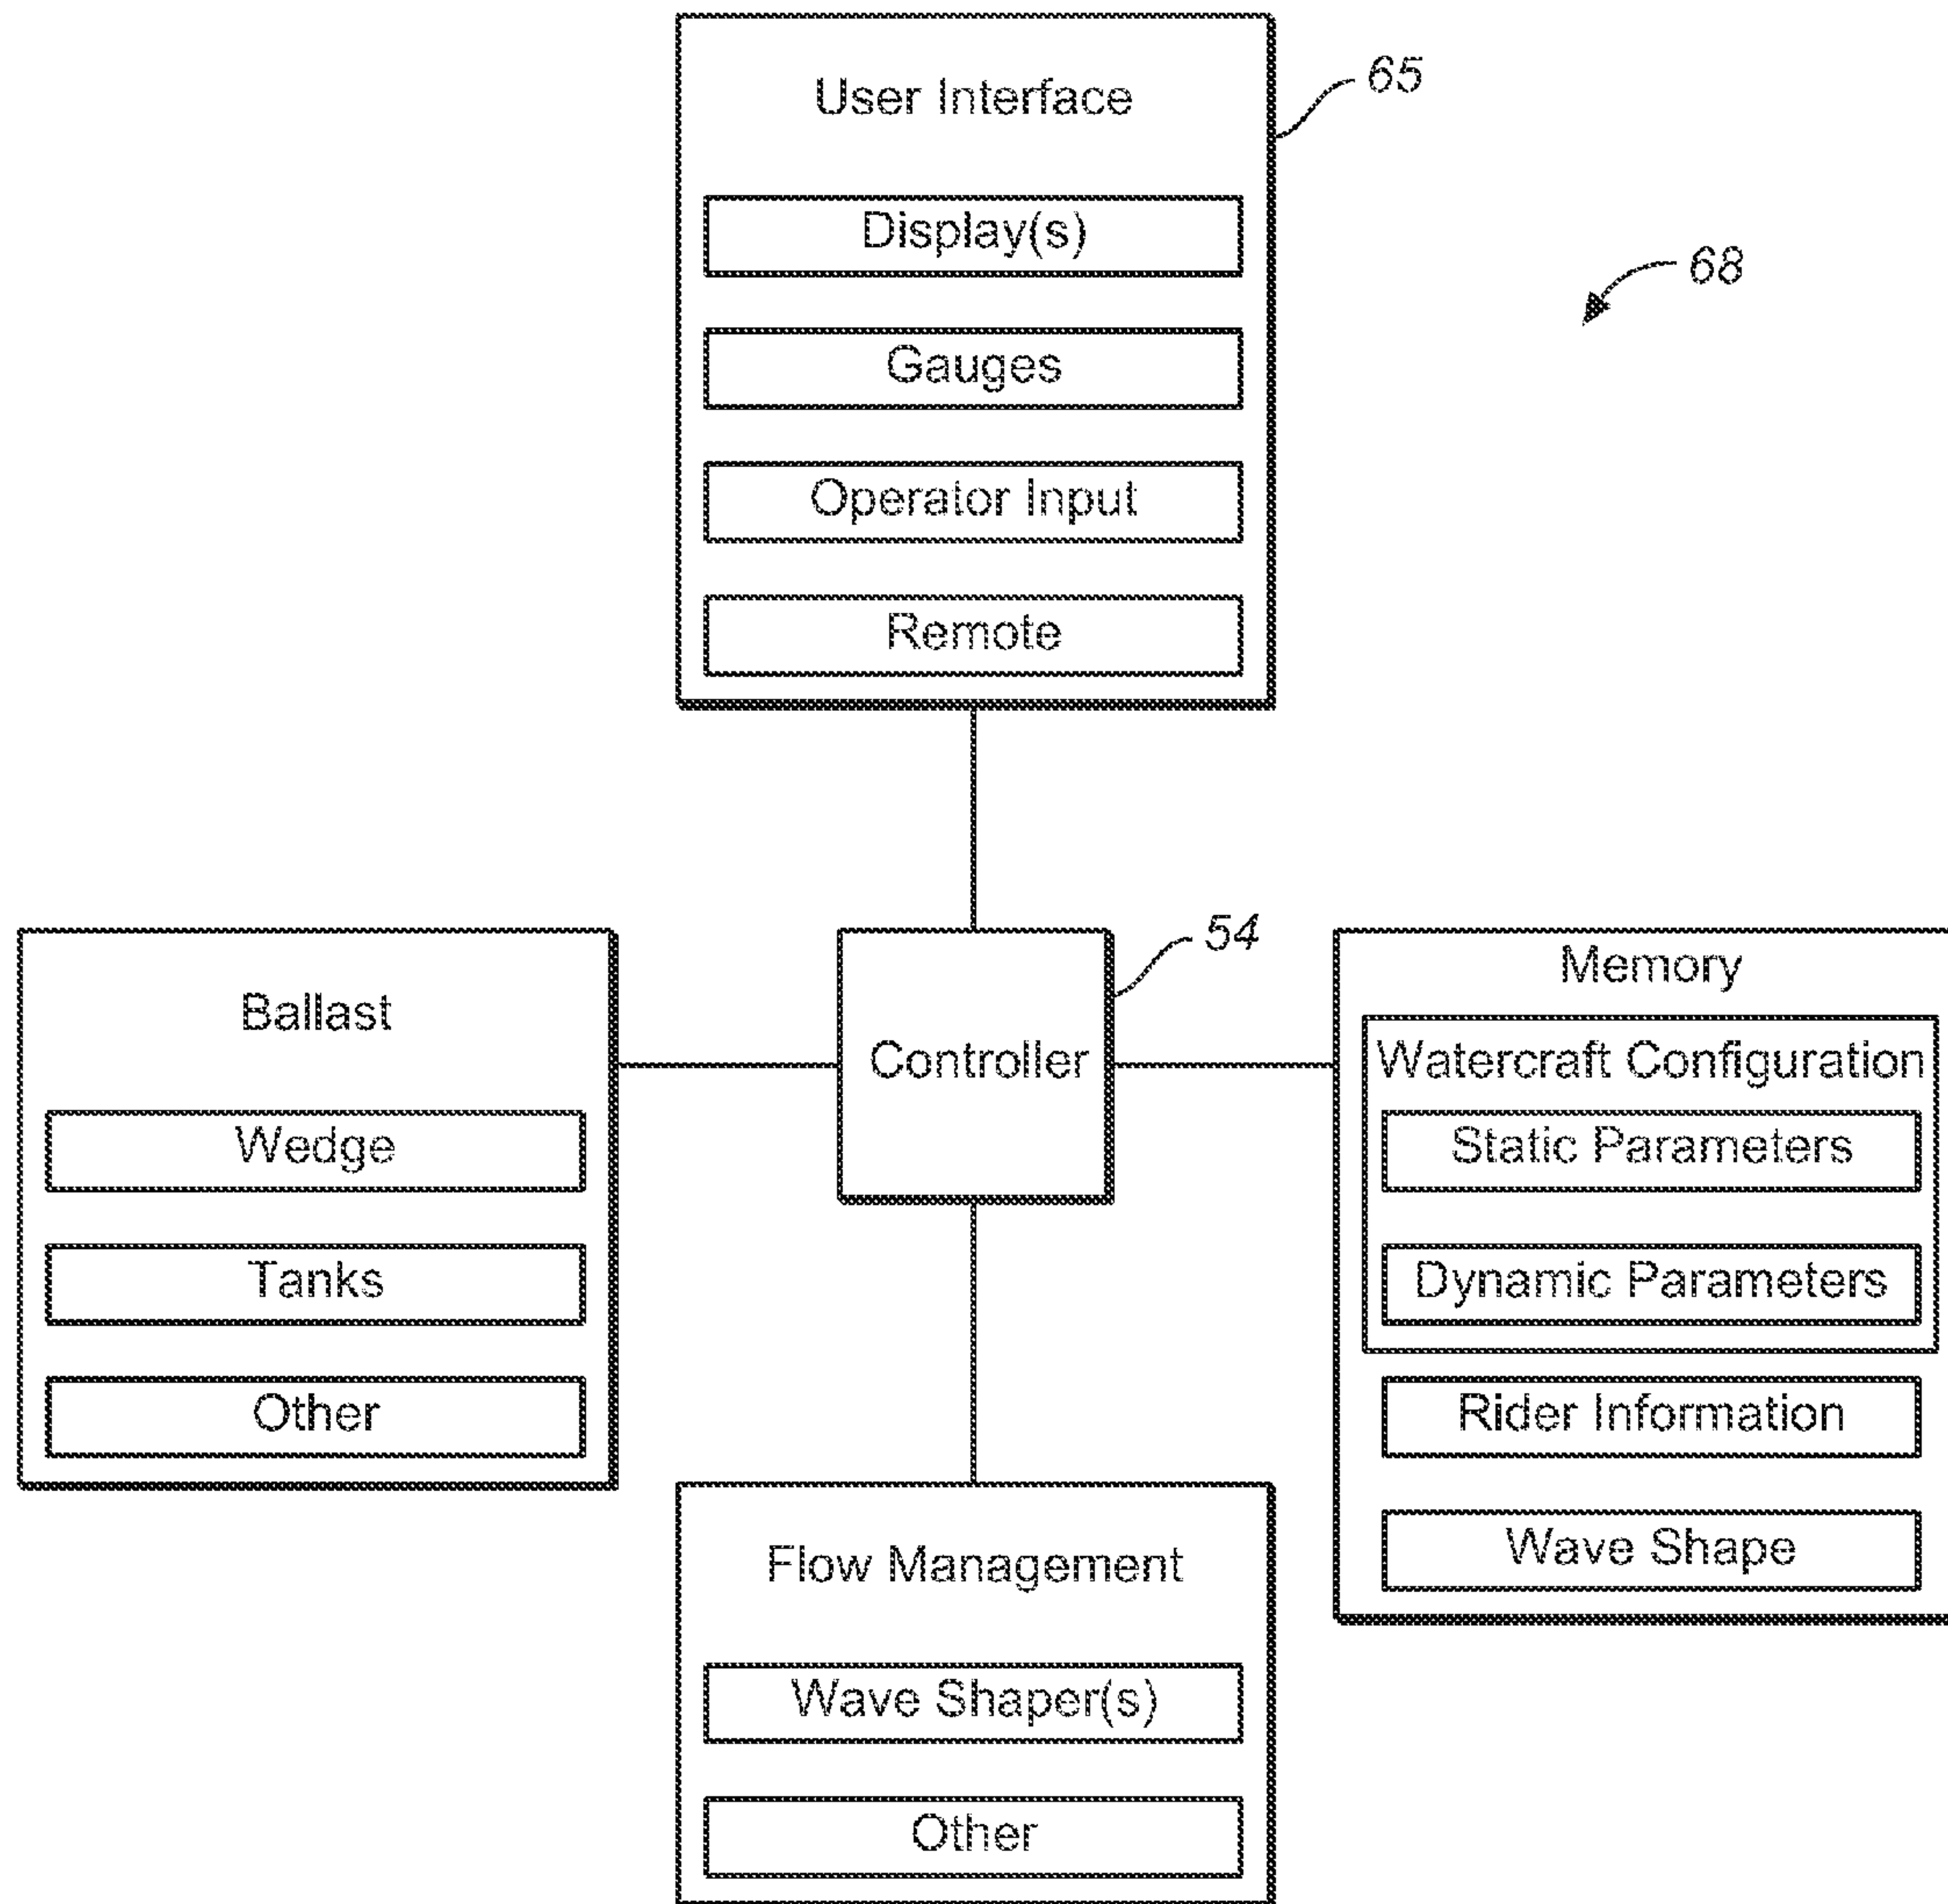 User Interface
65
Display(s)
68
Gauges
Operator Input
Remote
Ballast
Wedge
Tanks
Other
Controller
54
Memory
Watercraft Configuration
Static Parameters
Dynamic Parameters
Rider Information
Wave Shape
Flow Management
Wave Shaper(s)
Other